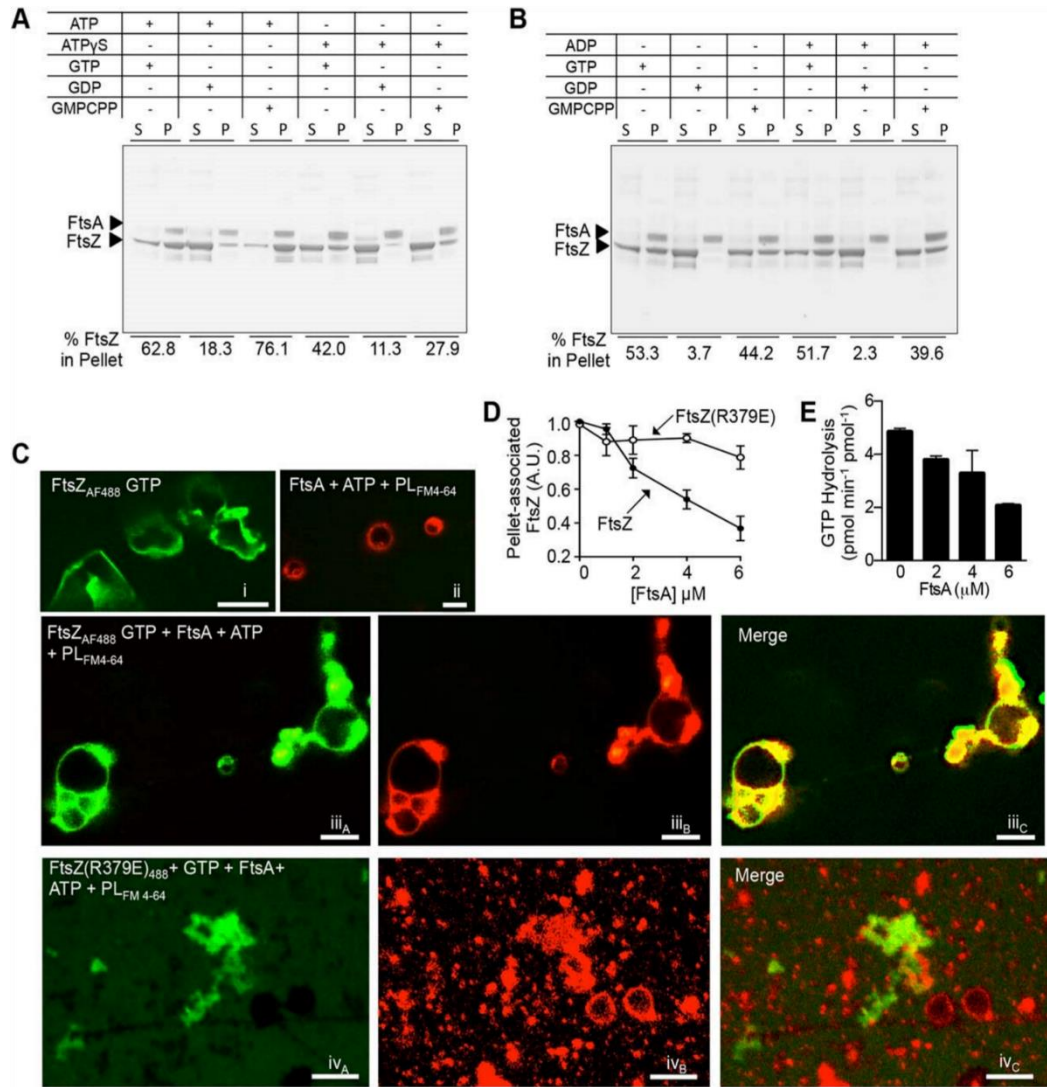 A
ATP + - + - + - - - - - - -
ATPγS - - - + + +
GTP + - - + - -
GDP - + - - + -
GMPCPP - - + - - +
S P S P S P S P S P S P
FtsA
FtsZ
% FtsZ in Pellet 62.8 18.3 76.1 42.0 11.3 27.9
B
ADP - - - + + +
GTP + - - + - -
GDP - + - - + -
GMPCPP - - + - - +
S P S P S P S P S P S P
FtsA
FtsZ
% FtsZ in Pellet 53.3 3.7 44.2 51.7 2.3 39.6
C
FtsZAF488 GTP
i
FtsA + ATP + PLFM4-64
ii
D
Pellet-associated
FtsZ (A.U.)
1.0
0.8
0.6
0.4
0.2
FtsZ(R379E)
FtsZ
0 2 4 6
[FtsA] µM
E
GTP Hydrolysis
(pmol min-1 pmol-1)
6
4
2
0
0 2 4 6
FtsA (µM)
FtsZAF488 GTP + FtsA + ATP
+ PLFM4-64
iiiA
iiiB
Merge
iiiC
FtsZ(R379E)488+ GTP + FtsA+
ATP + PLFM 4-64
ivA
ivB
Merge
ivC